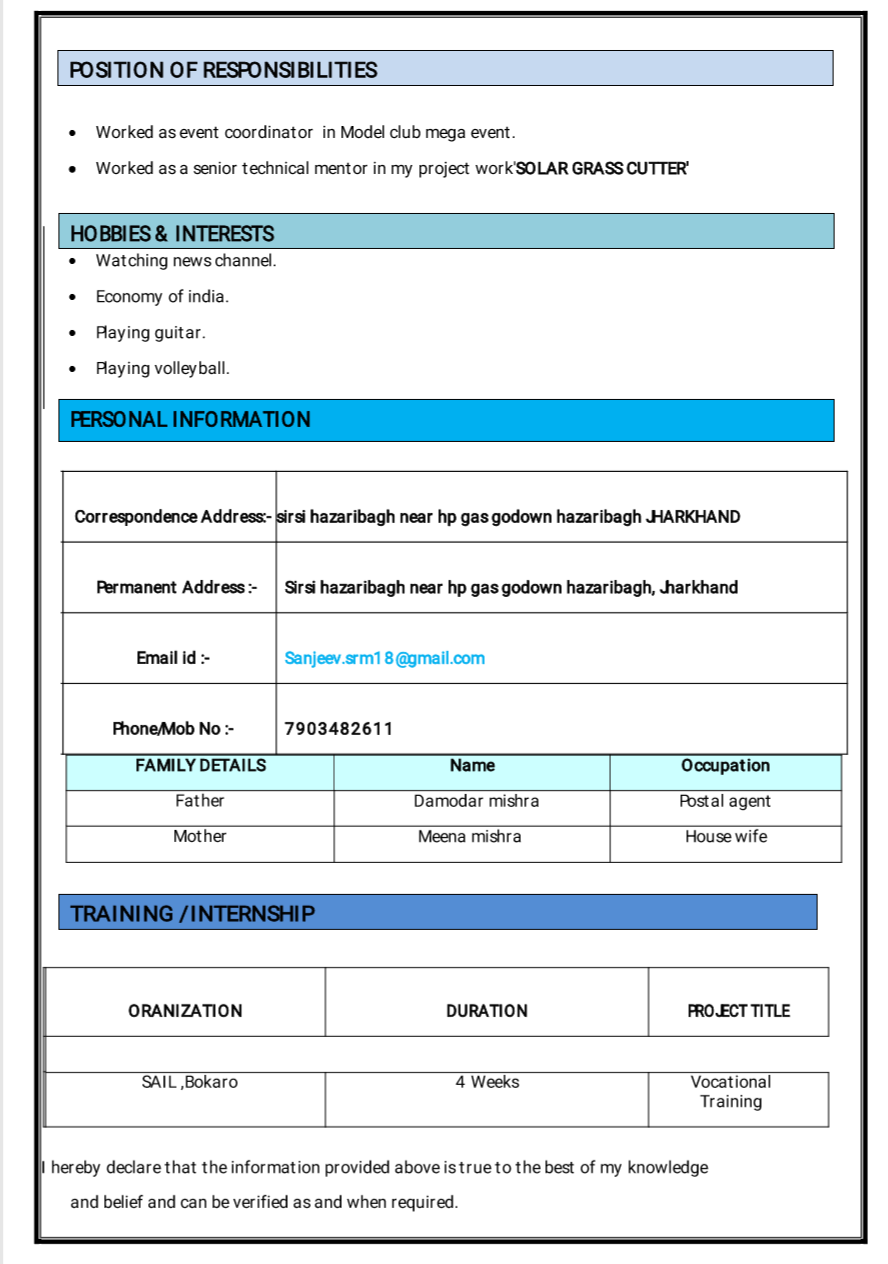 POSITION OF RESPONSIBILITIES
• Worked as event coordinator in Model club mega event.
• Worked as a senior technical mentor in my project work'SOLAR GRASS CUTTER'
HOBBIES & INTERESTS
• Watching news channel.
• Economy of india.
• Playing guitar.
• Playing volleyball.
PERSONAL INFORMATION
Correspondence Address:- sirsi hazaribagh near hp gas godown hazaribagh JHARKHAND
Permanent Address :- Sirsi hazaribagh near hp gas godown hazaribagh, Jharkhand
Email id :- Sanjeev.srm18@gmail.com
Phone/Mob No :- 7903482611
FAMILY DETAILS Name Occupation
Father Damodar mishra Postal agent
Mother Meena mishra House wife
TRAINING / INTERNSHIP
ORANIZATION DURATION PROJECT TITLE
SAIL ,Bokaro 4 Weeks Vocational
Training
I hereby declare that the information provided above is true to the best of my knowledge
and belief and can be verified as and when required.